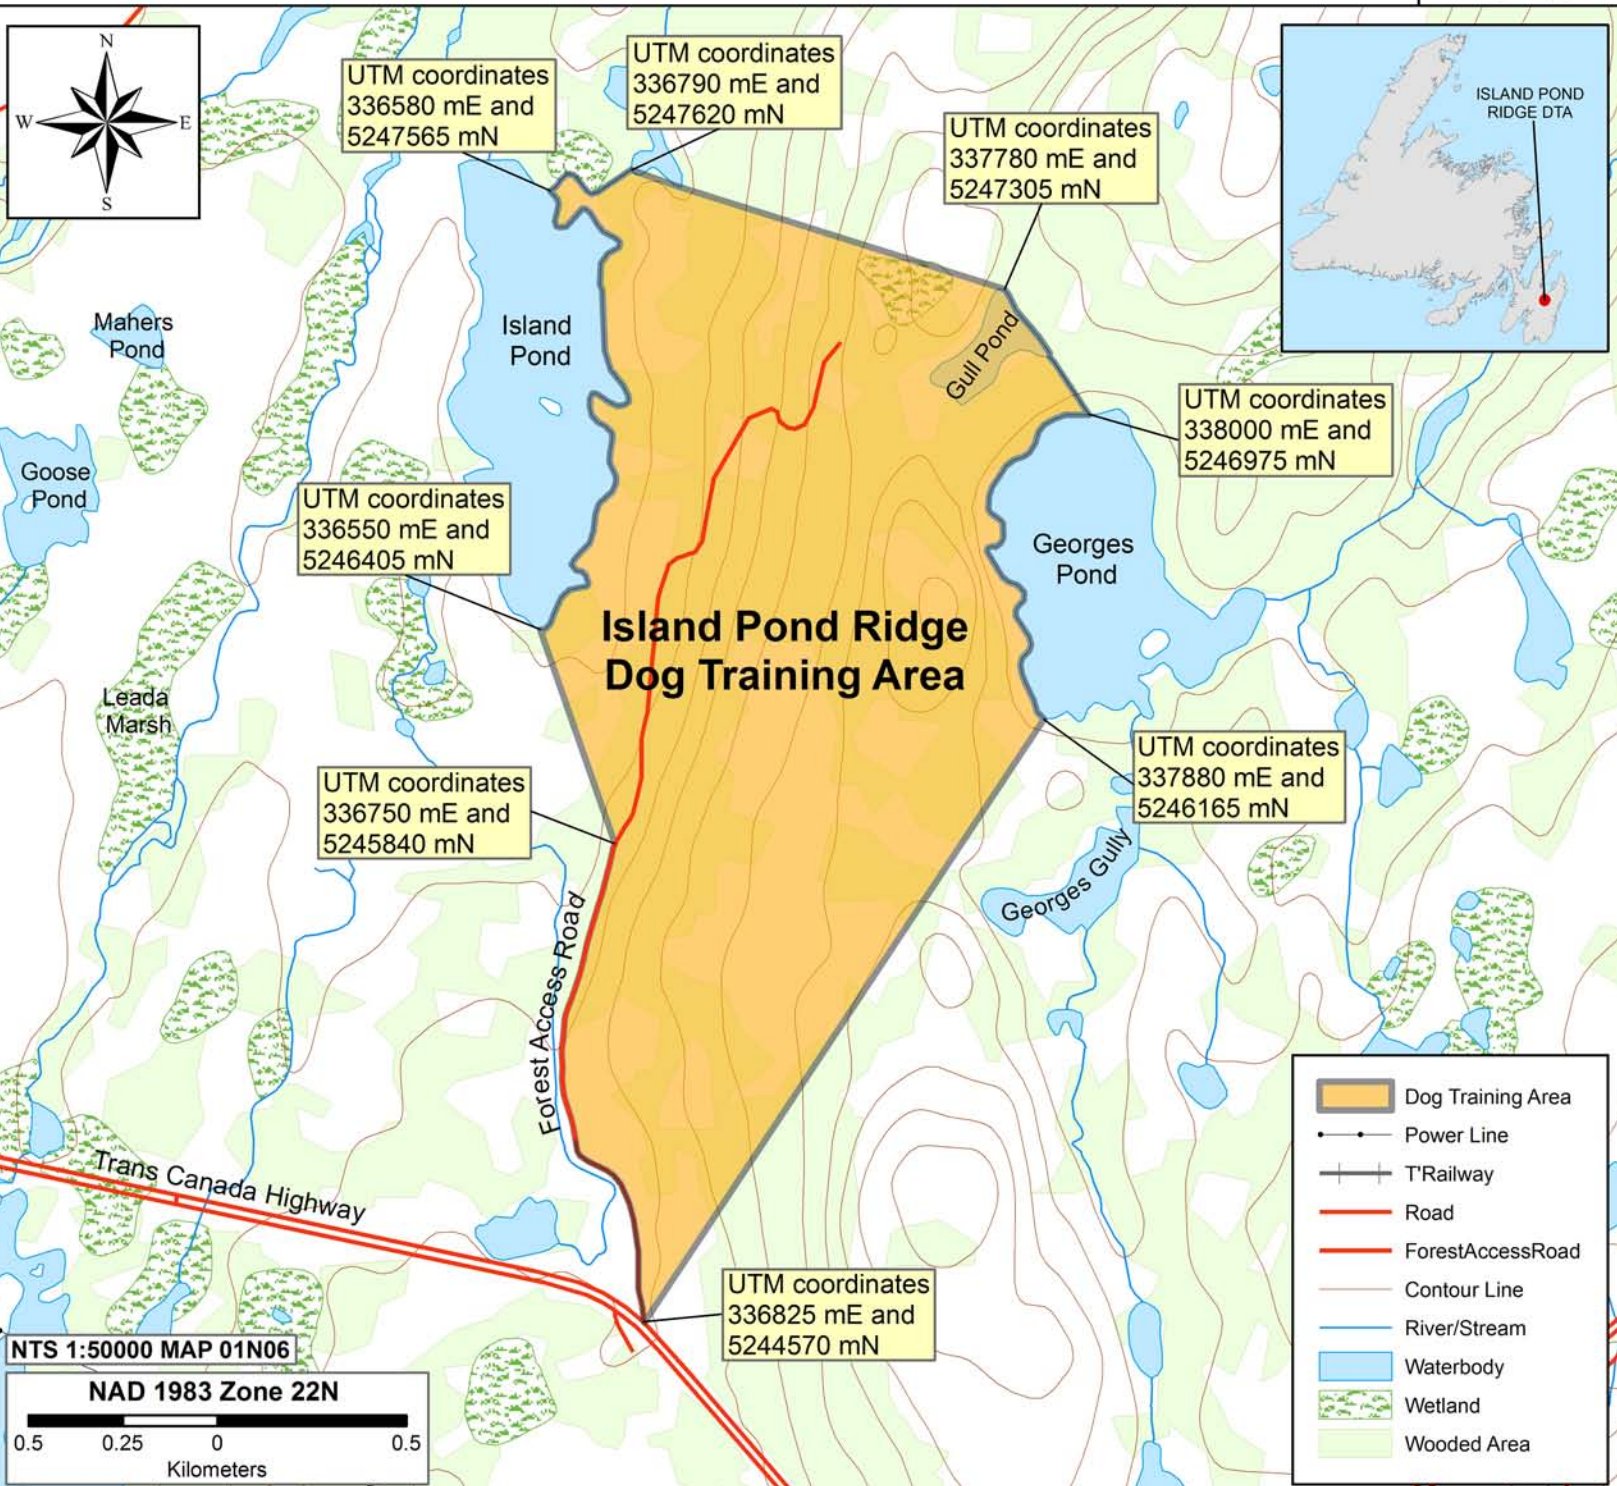 N
W
E
S
UTM coordinates
336580 mE and
5247565 mN
UTM coordinates
336790 mE and
5247620 mN
UTM coordinates
337780 mE and
5247305 mN
ISLAND POND
RIDGE DTA
Mahers
Pond
Island
Pond
Gull Pond
UTM coordinates
338000 mE and
5246975 mN
Goose
Pond
UTM coordinates
336550 mE and
5246405 mN
Georges
Pond
Island Pond Ridge
Dog Training Area
Leada
Marsh
UTM coordinates
337880 mE and
5246165 mN
UTM coordinates
336750 mE and
5245840 mN
Georges Gully
Forest Access Road
Trans Canada Highway
UTM coordinates
336825 mE and
5244570 mN
Dog Training Area
Power Line
T'Railway
Road
ForestAccessRoad
Contour Line
River/Stream
Waterbody
Wetland
Wooded Area
NTS 1:50000 MAP 01N06
NAD 1983 Zone 22N
0.5 0.25 0 0.5
Kilometers